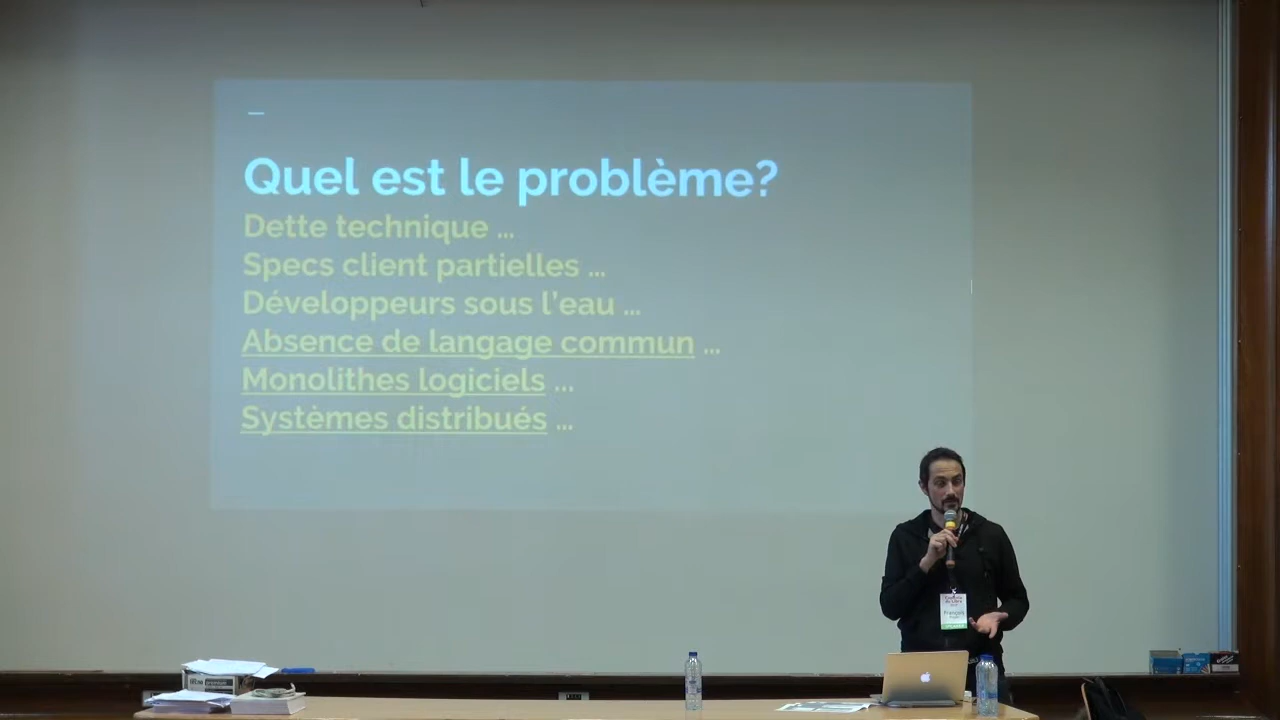 Quel est le problème?
Dette technique ...
Specs client partielles ...
Développeurs sous l'eau ...
Absence de langage commun ...
Monolithes logiciels ...
Systèmes distribués ...
François